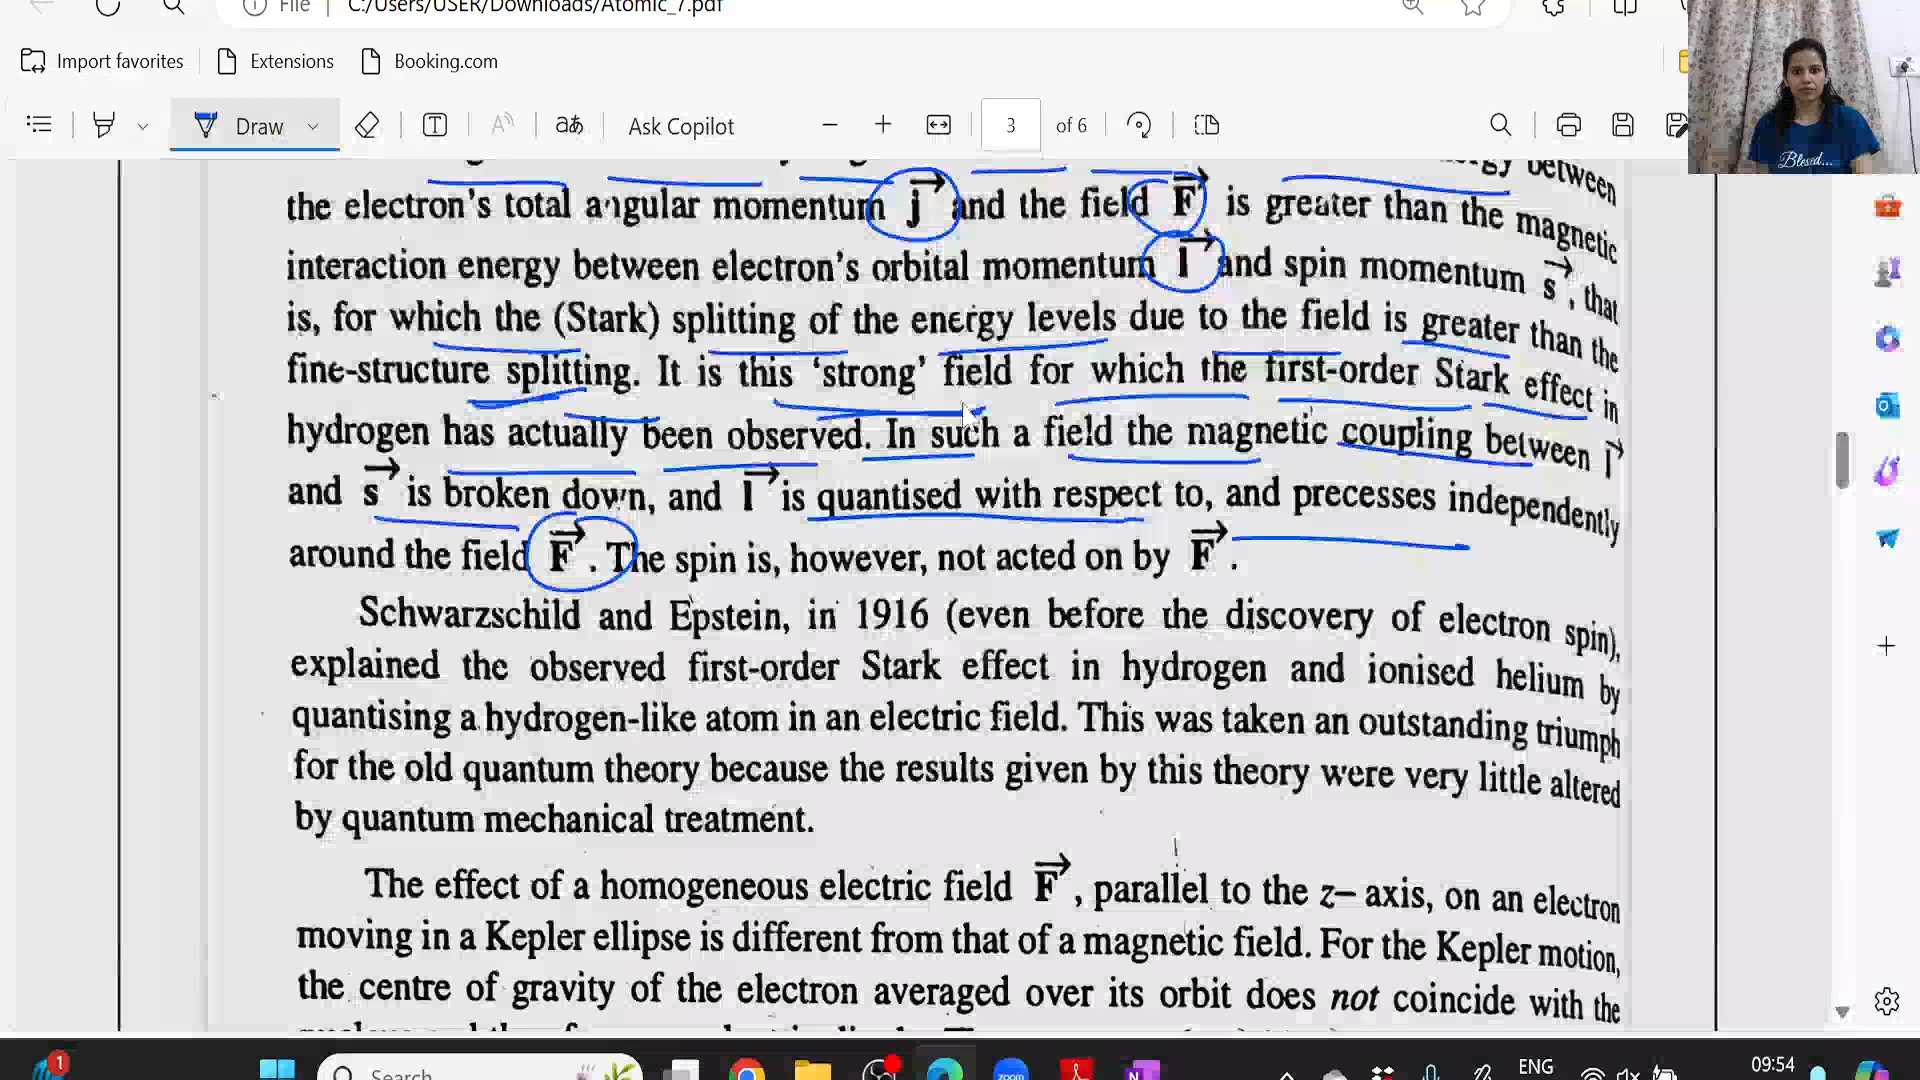 File C:/Users/USER/Downloads/Atomic_7.pdf
Import favorites Extensions Booking.com
Draw T aあ Ask Copilot 3 of 6
Blesed...
between
the electron's total angular momentum j and the field F is greater than the magnetic
interaction energy between electron's orbital momentum l and spin momentum s, that
is, for which the (Stark) splitting of the energy levels due to the field is greater than the
fine-structure splitting. It is this 'strong' field for which the first-order Stark effect in
hydrogen has actually been observed. In such a field the magnetic coupling between l
and s is broken down, and l is quantised with respect to, and precesses independently
around the field F. The spin is, however, not acted on by F.
Schwarzschild and Epstein, in 1916 (even before the discovery of electron spin),
explained the observed first-order Stark effect in hydrogen and ionised helium by
quantising a hydrogen-like atom in an electric field. This was taken an outstanding triumph
for the old quantum theory because the results given by this theory were very little altered
by quantum mechanical treatment.
The effect of a homogeneous electric field F, parallel to the z– axis, on an electron
moving in a Kepler ellipse is different from that of a magnetic field. For the Kepler motion,
the centre of gravity of the electron averaged over its orbit does not coincide with the
1 Search zoom N ENG 09:54